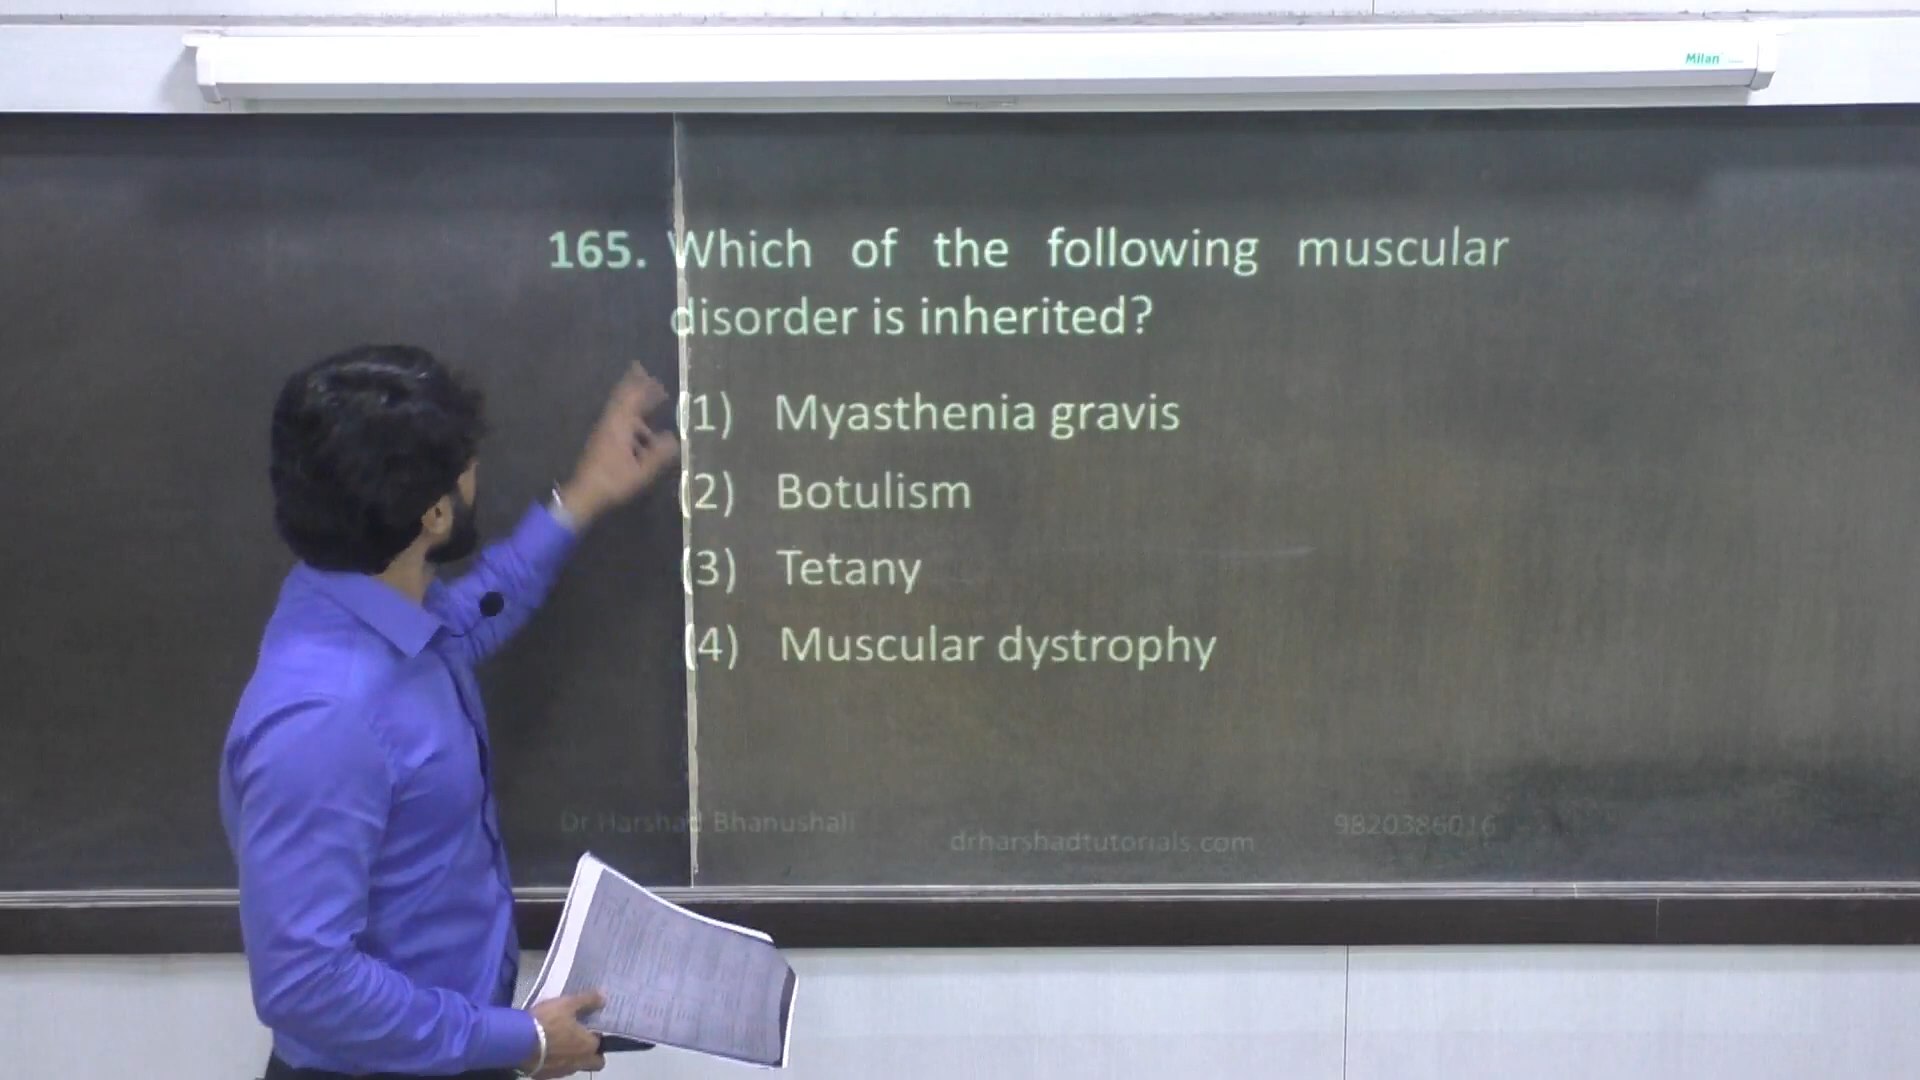 Milan
165. Which of the following muscular
disorder is inherited?
(1) Myasthenia gravis
(2) Botulism
(3) Tetany
(4) Muscular dystrophy
Dr Harshad Bhanushali
drharshadtutorials.com
9820386016